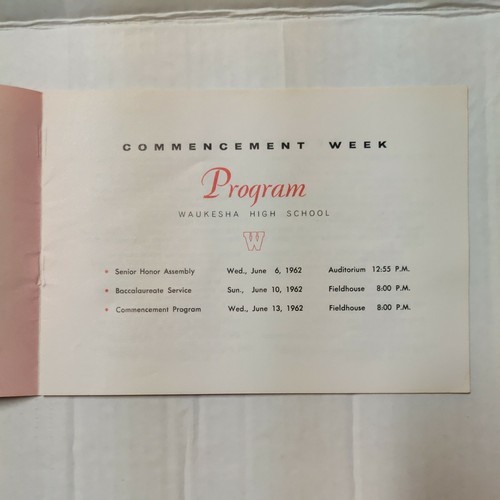 COMMENCEMENT WEEK
Program
WAUKESHA HIGH SCHOOL
W
Senior Honor Assembly Wed., June 6, 1962 Auditorium 12:55 P.M.
Baccalaureate Service Sun., June 10, 1962 Fieldhouse 8:00 P.M.
Commencement Program Wed., June 13, 1962 Fieldhouse 8:00 P.M.